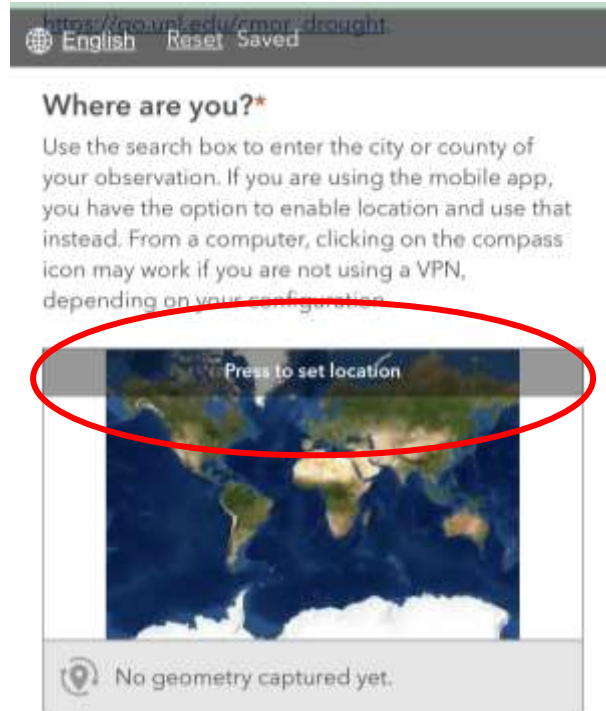 https://go.unl.edu/cmor_drought.
English Reset Saved
Where are you?*
Use the search box to enter the city or county of
your observation. If you are using the mobile app,
you have the option to enable location and use that
instead. From a computer, clicking on the compass
icon may work if you are not using a VPN,
depending on your configuration.
Press to set location
No geometry captured yet.